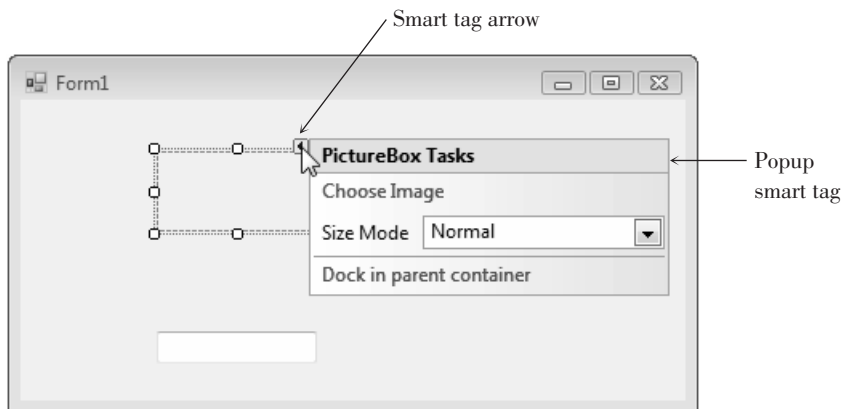 Smart tag arrow
Form1
PictureBox Tasks
Choose Image
Size Mode Normal
Dock in parent container
Popup
smart tag